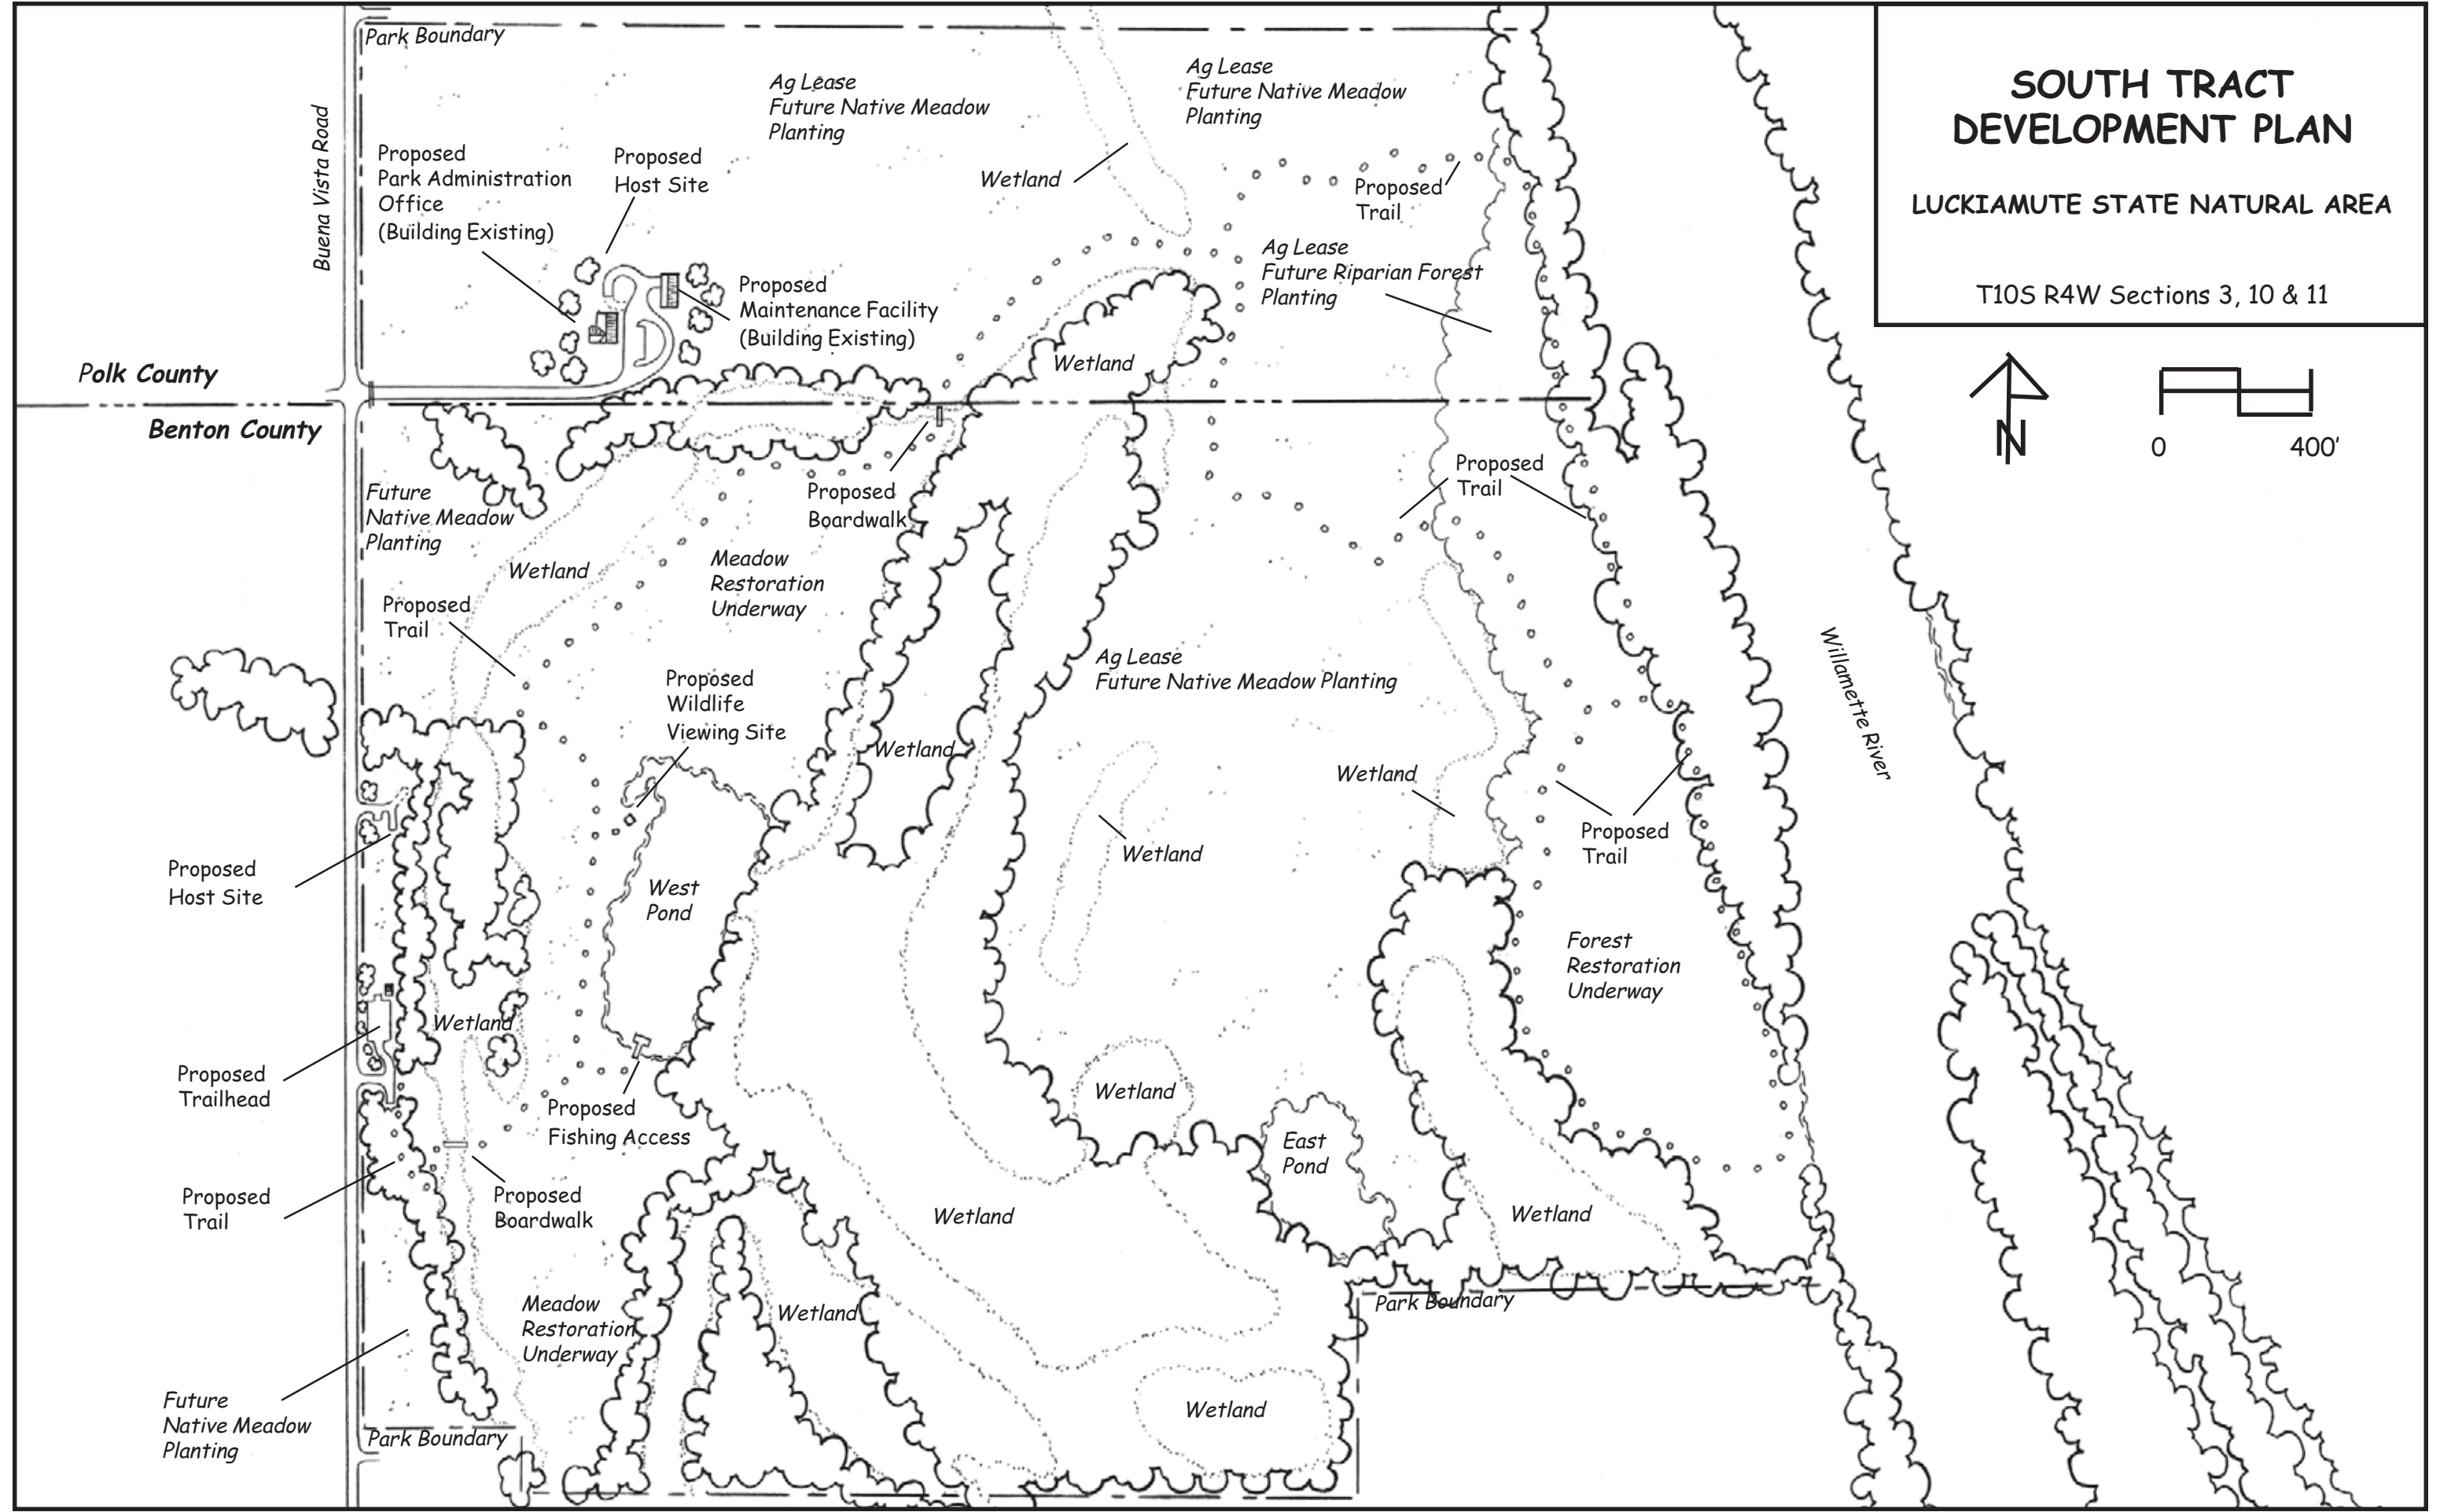 Park Boundary
SOUTH TRACT
DEVELOPMENT PLAN
LUCKIAMUTE STATE NATURAL AREA
T10S R4W Sections 3, 10 & 11
N
0
400'
Ag Lease
Future Native Meadow
Planting
Ag Lease
Future Native Meadow
Planting
Buena Vista Road
Proposed
Park Administration
Office
(Building Existing)
Proposed
Host Site
Wetland
Proposed
Trail
Ag Lease
Future Riparian Forest
Planting
Proposed
Maintenance Facility
(Building Existing)
Wetland
Polk County
Benton County
Future
Native Meadow
Planting
Proposed
Boardwalk
Proposed
Trail
Wetland
Meadow
Restoration
Underway
Proposed
Trail
Proposed
Wildlife
Viewing Site
Ag Lease
Future Native Meadow Planting
Willamette River
Wetland
Wetland
Wetland
Proposed
Trail
Proposed
Host Site
West
Pond
Forest
Restoration
Underway
Wetland
Proposed
Trailhead
Proposed
Fishing Access
Wetland
East
Pond
Proposed
Trail
Proposed
Boardwalk
Wetland
Wetland
Meadow
Restoration
Underway
Wetland
Park Boundary
Future
Native Meadow
Planting
Park Boundary
Wetland